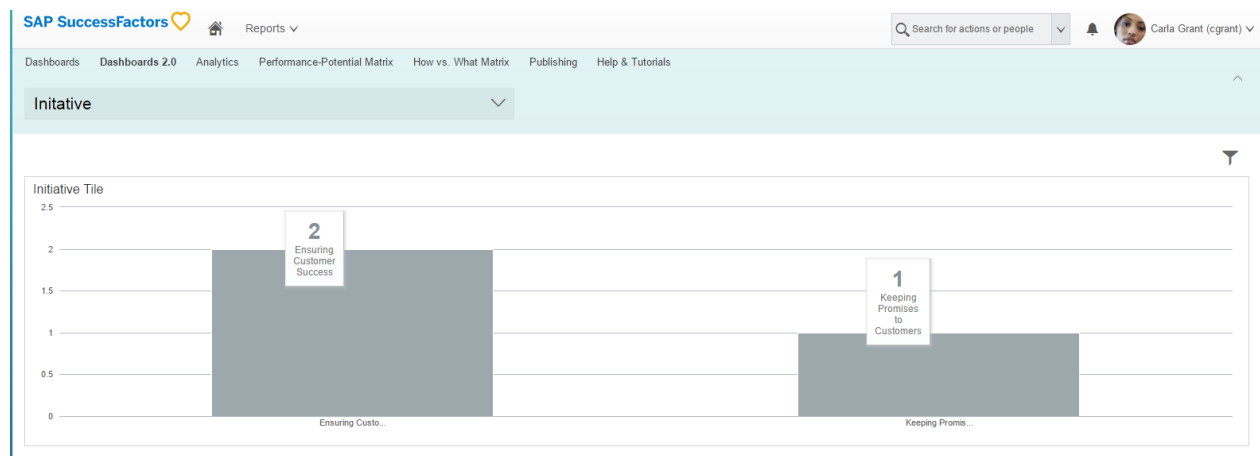 SAP SuccessFactors
Reports
Search for actions or people
Carla Grant (cgrant)
Dashboards Dashboards 2.0 Analytics Performance-Potential Matrix How vs. What Matrix Publishing Help & Tutorials
Initative
Initiative Tile
2.5
2
1.5
1
0.5
0
2
Ensuring
Customer
Success
1
Keeping
Promises
to
Customers
Ensuring Custo...
Keeping Promis...